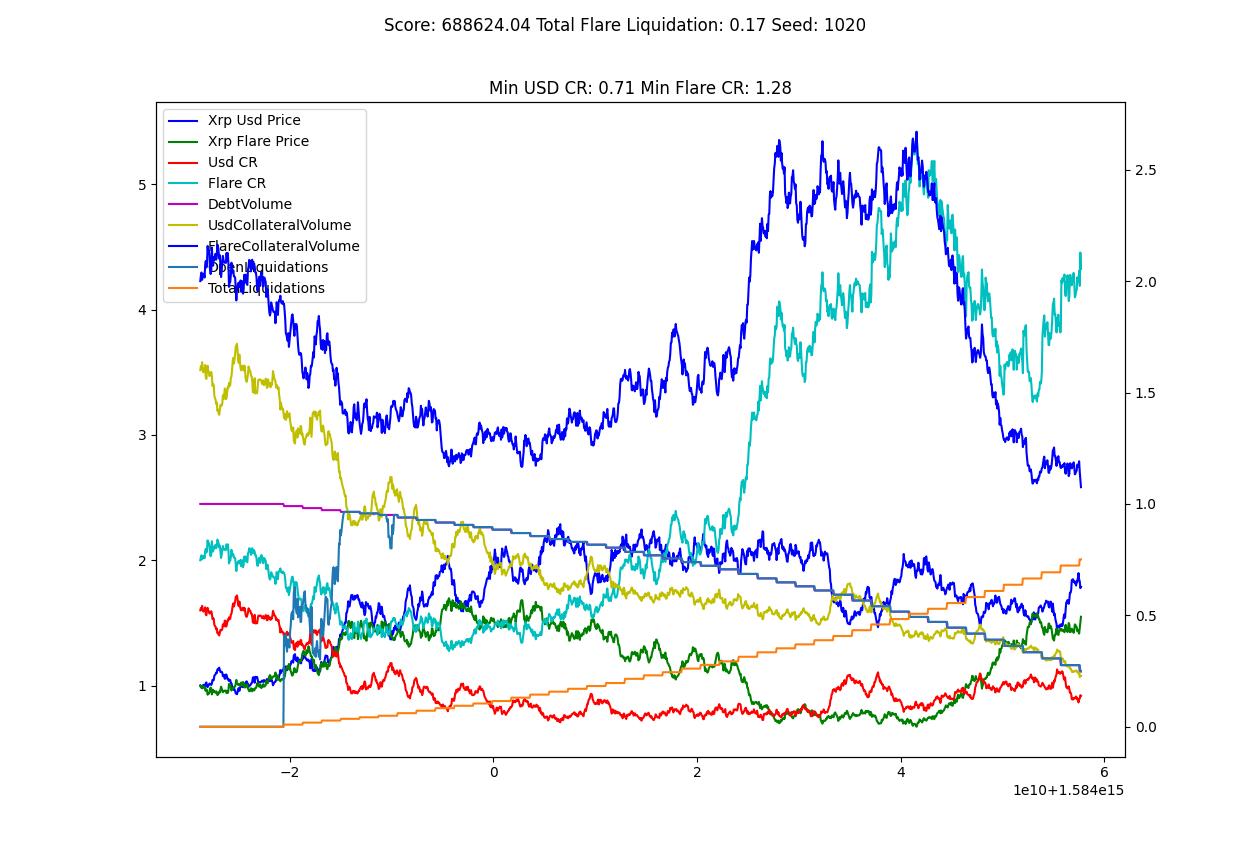 Score: 688624.04 Total Flare Liquidation: 0.17 Seed: 1020
Min USD CR: 0.71 Min Flare CR: 1.28
Xrp Usd Price
Xrp Flare Price
Usd CR
Flare CR
DebtVolume
UsdCollateralVolume
FlareCollateralVolume
OpenLiquidations
TotalLiquidations
5
4
3
2
1
2.5
2.0
1.5
1.0
0.5
0.0
−2
0
2
4
6
1e10+1.584e15